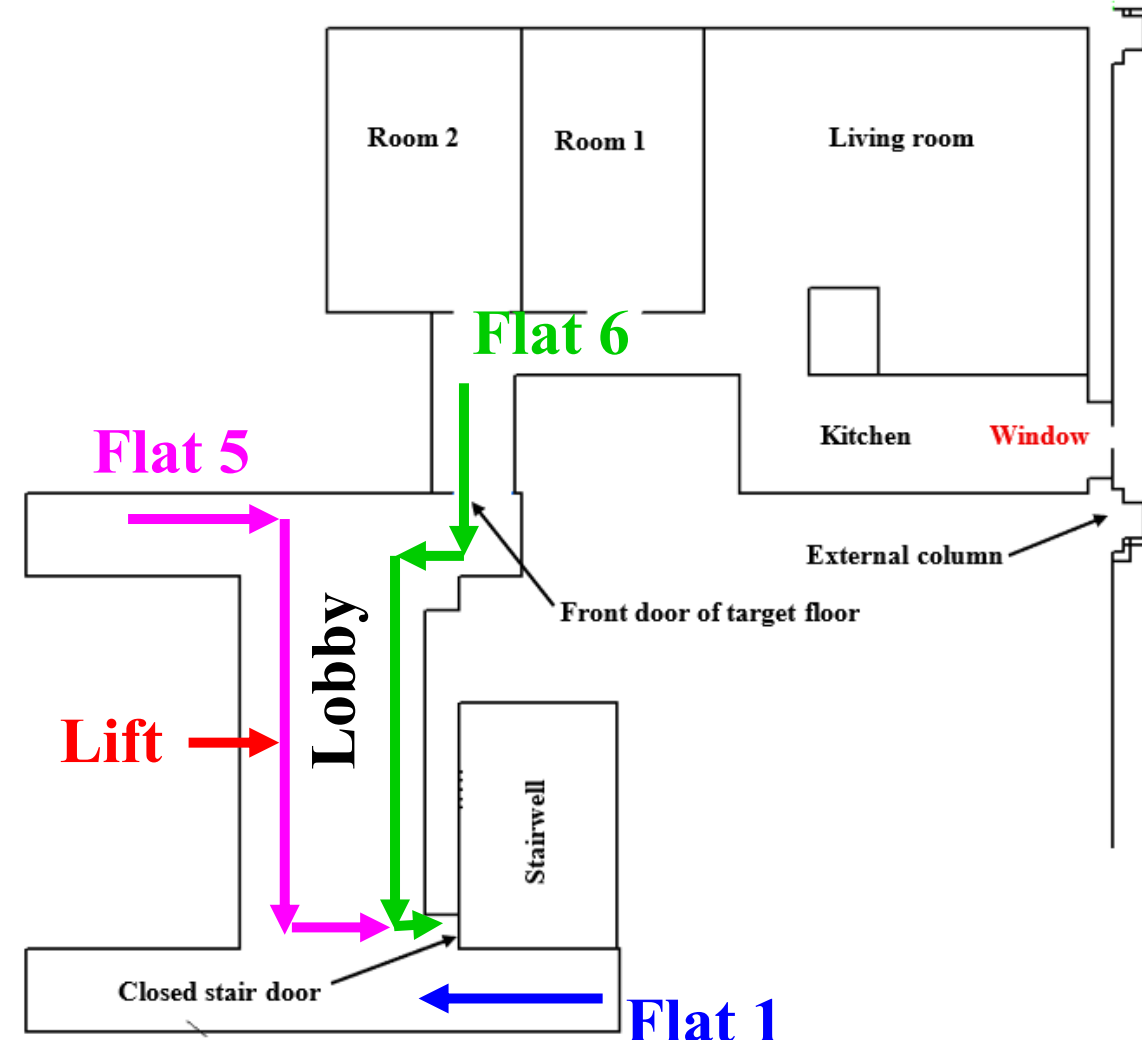 Room 2
Room 1
Living room
Flat 6
Flat 5
Kitchen
Window
External column
Front door of target floor
Lobby
Lift
Stairwell
Closed stair door
Flat 1